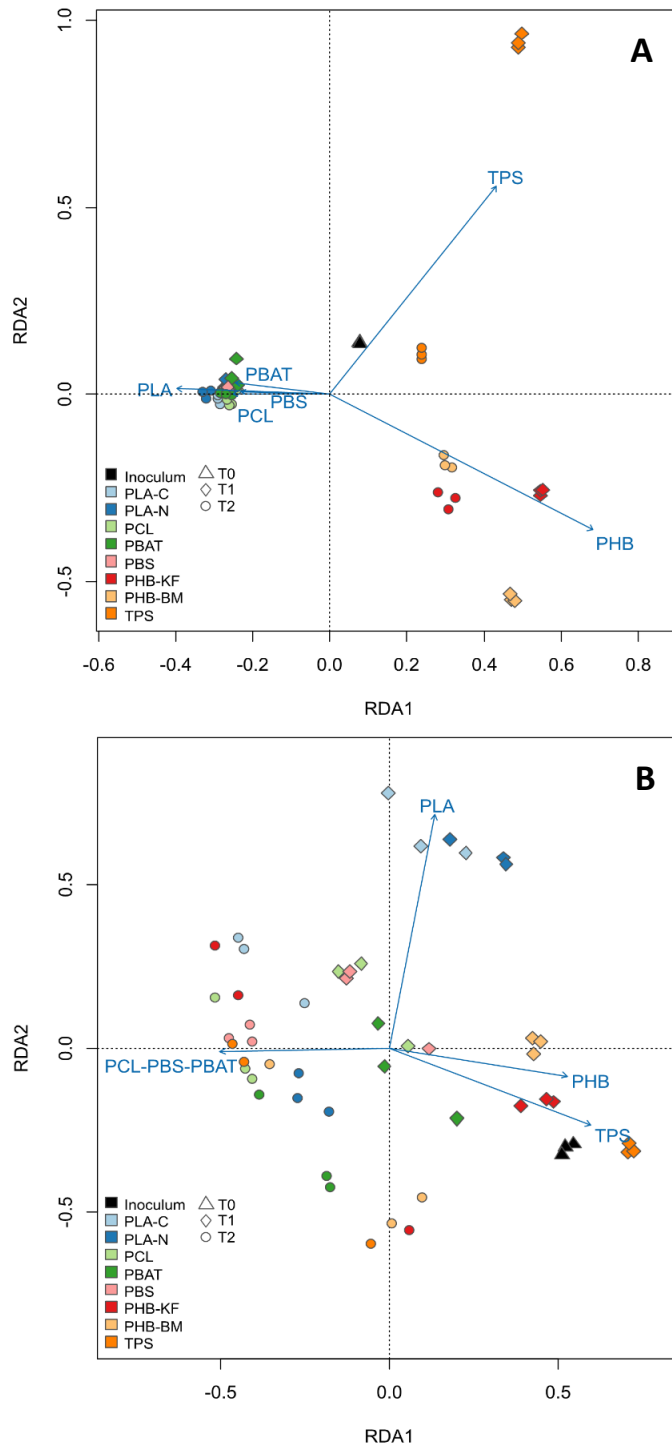 A
1.0
0.5
0.0
-0.5
RDA2
TPS
PBAT
PLA
PBS
PCL
PHB
Inoculum T0
PLA-C T1
PLA-N T2
PCL
PBAT
PBS
PHB-KF
PHB-BM
TPS
-0.6 -0.4 -0.2 0.0 0.2 0.4 0.6 0.8
RDA1
B
PLA
0.5
0.0
-0.5
RDA2
PCL-PBS-PBAT
PHB
TPS
Inoculum T0
PLA-C T1
PLA-N T2
PCL
PBAT
PBS
PHB-KF
PHB-BM
TPS
-0.5 0.0 0.5
RDA1